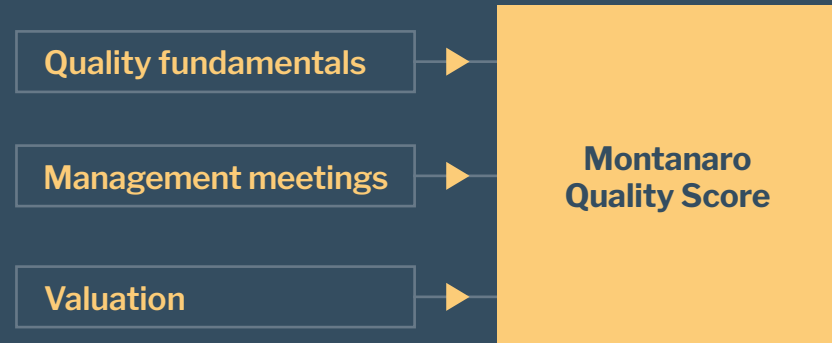 Quality fundamentals
Management meetings
Valuation
Montanaro
Quality Score